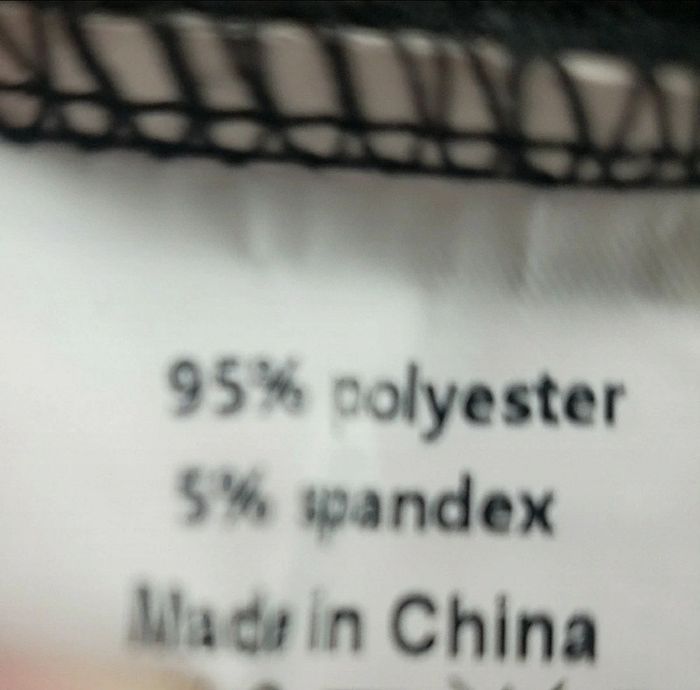 95% polyester
5% spandex
Made in China